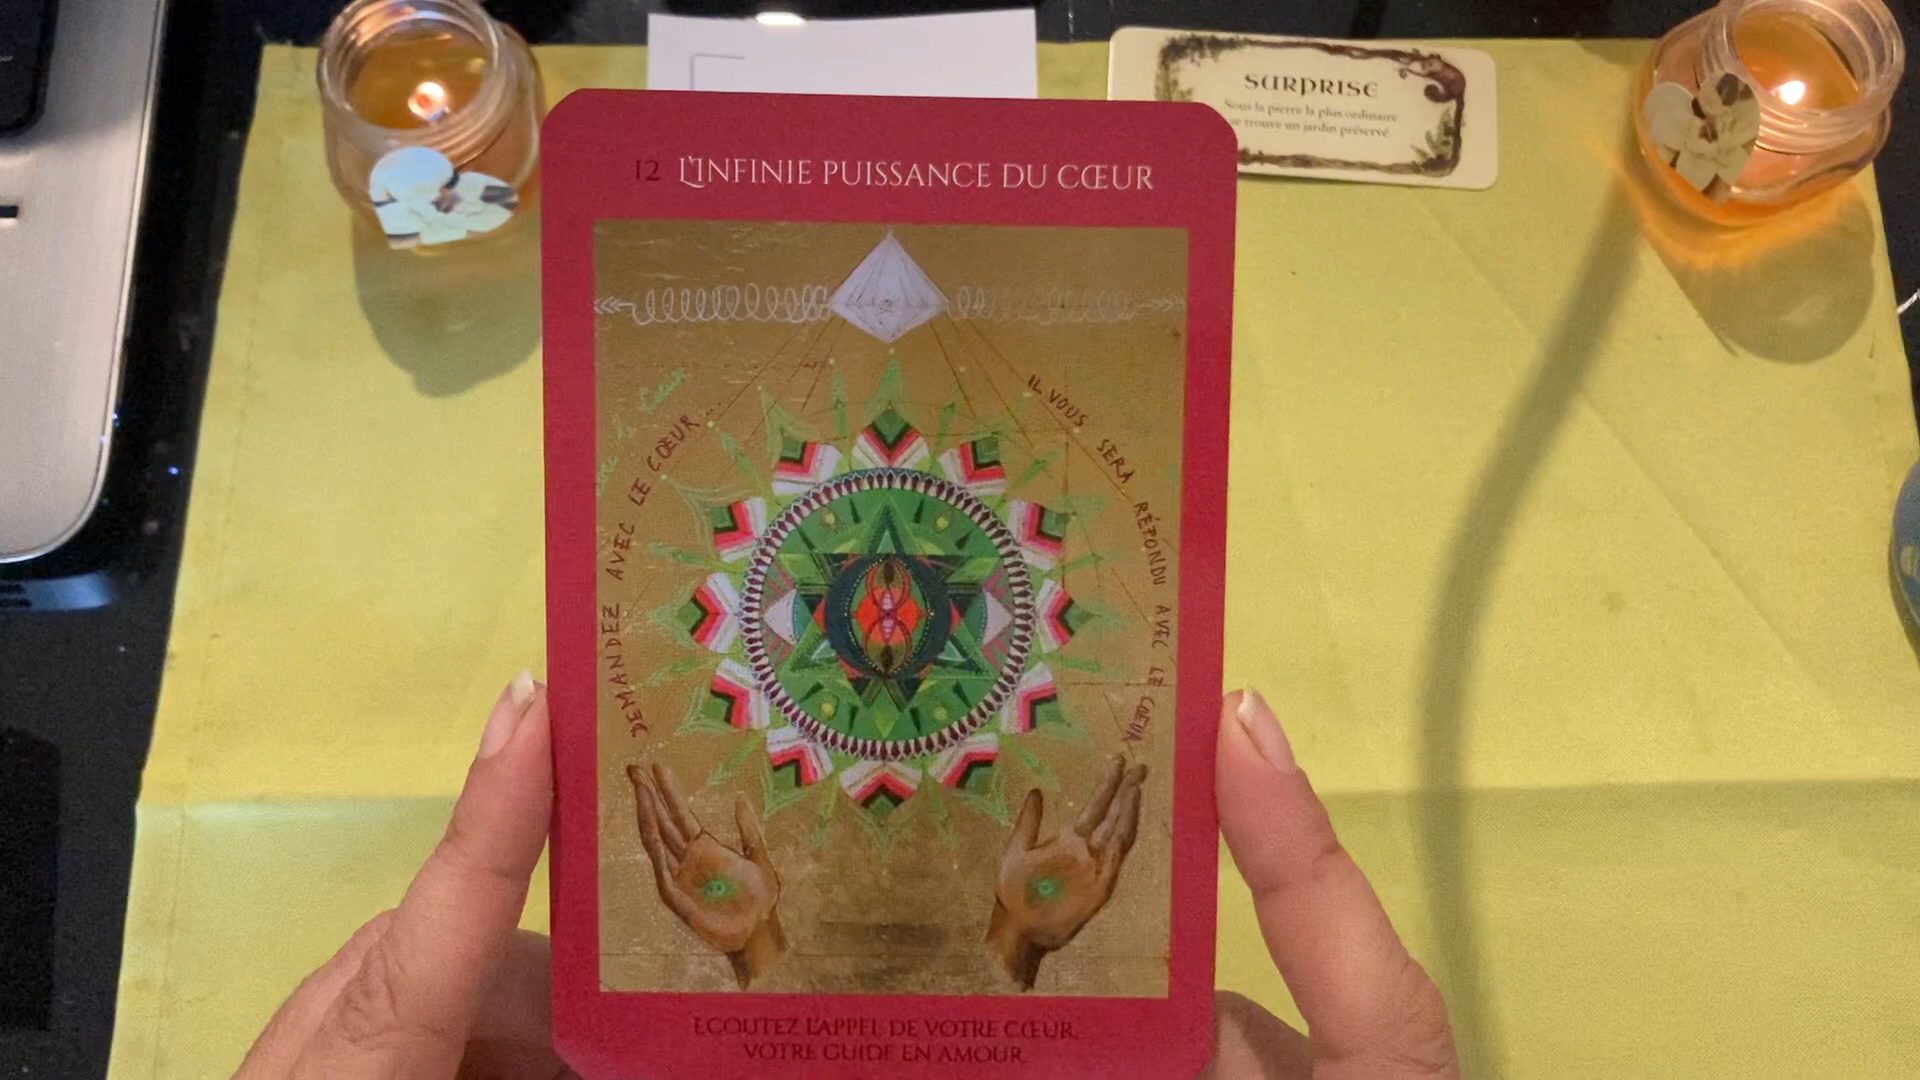 SURPRISE
Sous la pierre la plus ordinaire
se trouve un jardin préservé.
12 L'INFINIE PUISSANCE DU CŒUR
DEMANDEZ AVEC LE CŒUR...
IL VOUS SERA RÉPONDU AVEC LE CŒUR
ECOUTEZ L'APPEL DE VOTRE CŒUR,
VOTRE GUIDE EN AMOUR